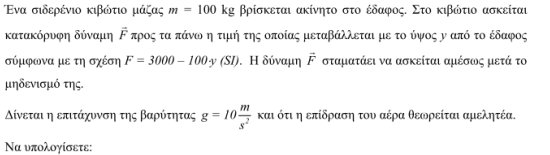 Ένα σιδερένιο κιβώτιο μάζας m = 100 kg βρίσκεται ακίνητο στο έδαφος. Στο κιβώτιο ασκείται
κατακόρυφη δύναμη F⃗ προς τα πάνω η τιμή της οποίας μεταβάλλεται με το ύψος y από το έδαφος
σύμφωνα με τη σχέση F = 3000 – 100·y (SI). Η δύναμη F⃗ σταματάει να ασκείται αμέσως μετά το
μηδενισμό της.
Δίνεται η επιτάχυνση της βαρύτητας g = 10 m/s² και ότι η επίδραση του αέρα θεωρείται αμελητέα.
Να υπολογίσετε: